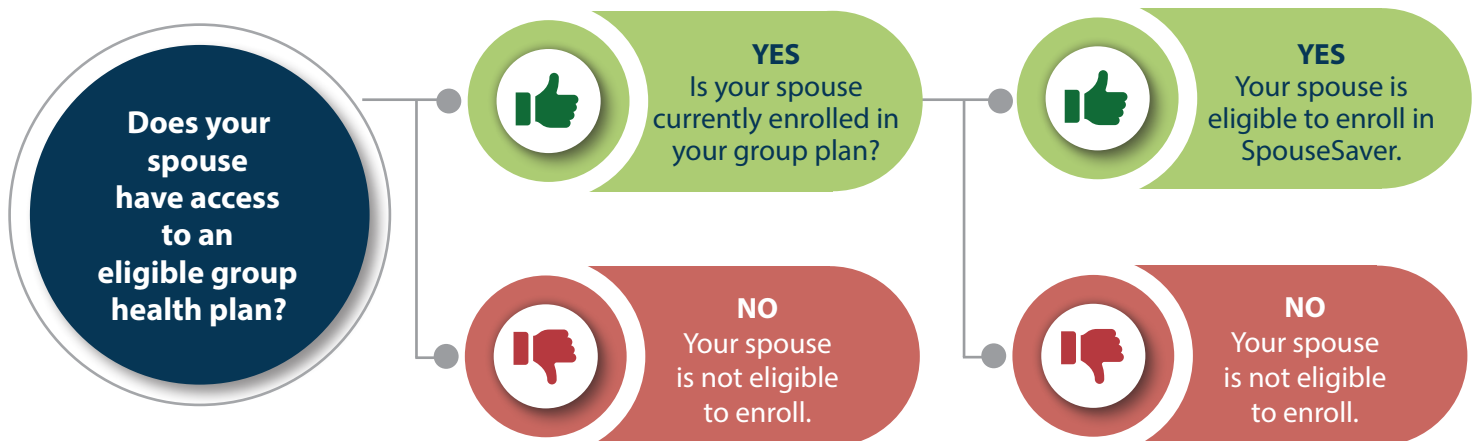 Does your
spouse
have access
to an
eligible group
health plan?
YES
Is your spouse
currently enrolled in
your group plan?
NO
Your spouse
is not eligible
to enroll.
YES
Your spouse is
eligible to enroll in
SpouseSaver.
NO
Your spouse
is not eligible
to enroll.